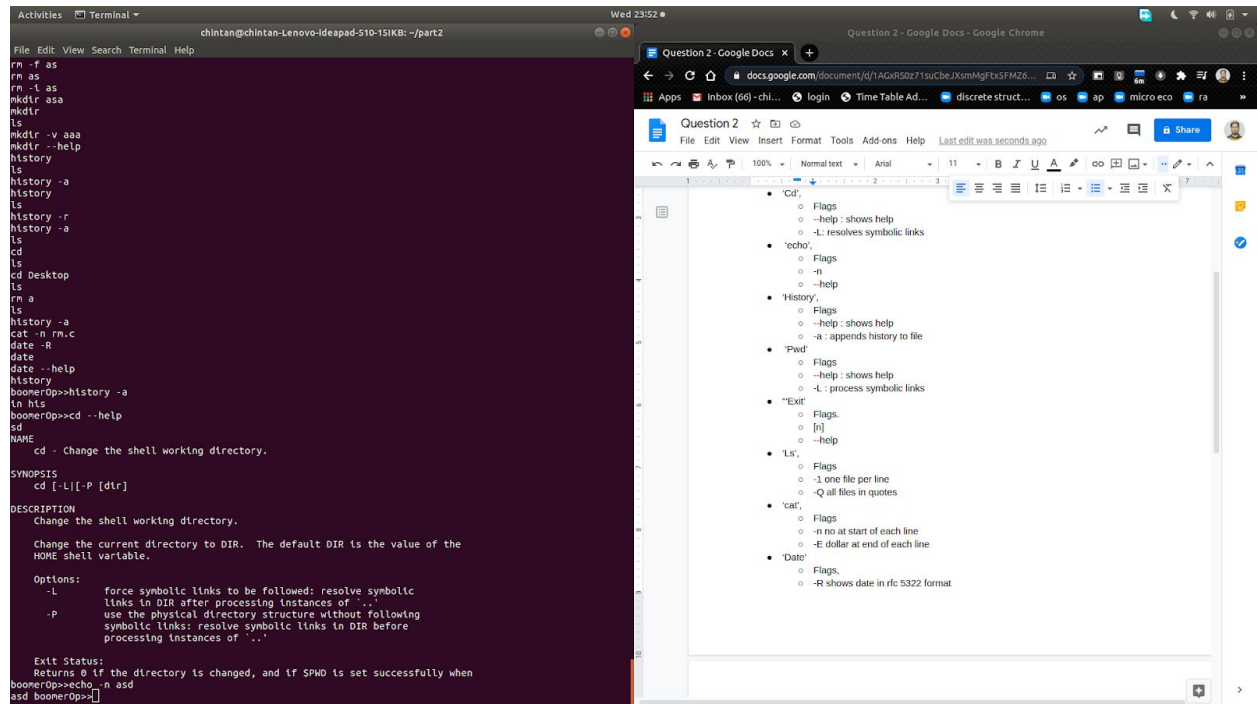 Activities Terminal Wed 23:52
chintan@chintan-Lenovo-ideapad-510-15IKB: ~/part2
File Edit View Search Terminal Help
rm -f as
rm as
rm -i as
mkdir asa
mkdir
ls
mkdir -v aaa
mkdir --help
history
ls
history -a
history
ls
history -r
history -a
ls
cd
ls
cd Desktop
ls
rm a
ls
history -a
cat -n rm.c
date -R
date
date --help
history
boomerOp>>history -a
in his
boomerOp>>cd --help
sd
NAME
cd - Change the shell working directory.
SYNOPSIS
cd [-L|[-P [dir]
DESCRIPTION
Change the shell working directory.
Change the current directory to DIR. The default DIR is the value of the
HOME shell variable.
Options:
-L force symbolic links to be followed: resolve symbolic
links in DIR after processing instances of `..'
-P use the physical directory structure without following
symbolic links: resolve symbolic links in DIR before
processing instances of `..'
Exit Status:
Returns 0 if the directory is changed, and if $PWD is set successfully when
boomerOp>>echo -n asd
asd boomerOp>>
Question 2 - Google Docs - Google Chrome
Question 2 - Google Docs
docs.google.com/document/d/1AGxRS0z71suCbeJXsmMgFtxSFMZ6...
6m
Apps Inbox (66) - chi... login Time Table Ad... discrete struct... os ap micro eco ra »
Question 2
File Edit View Insert Format Tools Add-ons Help Last edit was seconds ago
Share
100% Normal text Arial 11 B I U A
1 2 3 7
31
● 'Cd',
○ Flags
○ --help : shows help
○ -L: resolves symbolic links
● 'echo',
○ Flags
○ -n
○ --help
● 'History',
○ Flags
○ --help : shows help
○ -a : appends history to file
● 'Pwd'
○ Flags
○ --help : shows help
○ -L : process symbolic links
● "'Exit'
○ Flags.
○ [n]
○ --help
● 'Ls',
○ Flags
○ -1 one file per line
○ -Q all files in quotes
● 'cat',
○ Flags
○ -n no at start of each line
○ -E dollar at end of each line
● 'Date'
○ Flags,
○ -R shows date in rfc 5322 format